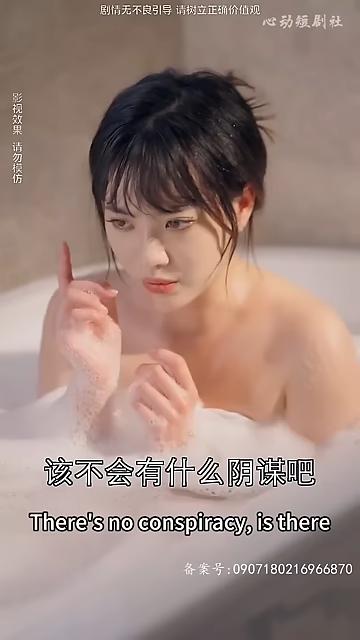 剧情无不良引导 请树立正确价值观
心动短剧社
影视效果 请勿模仿
该不会有什么阴谋吧
There's no conspiracy, is there
备案号:0907180216966870